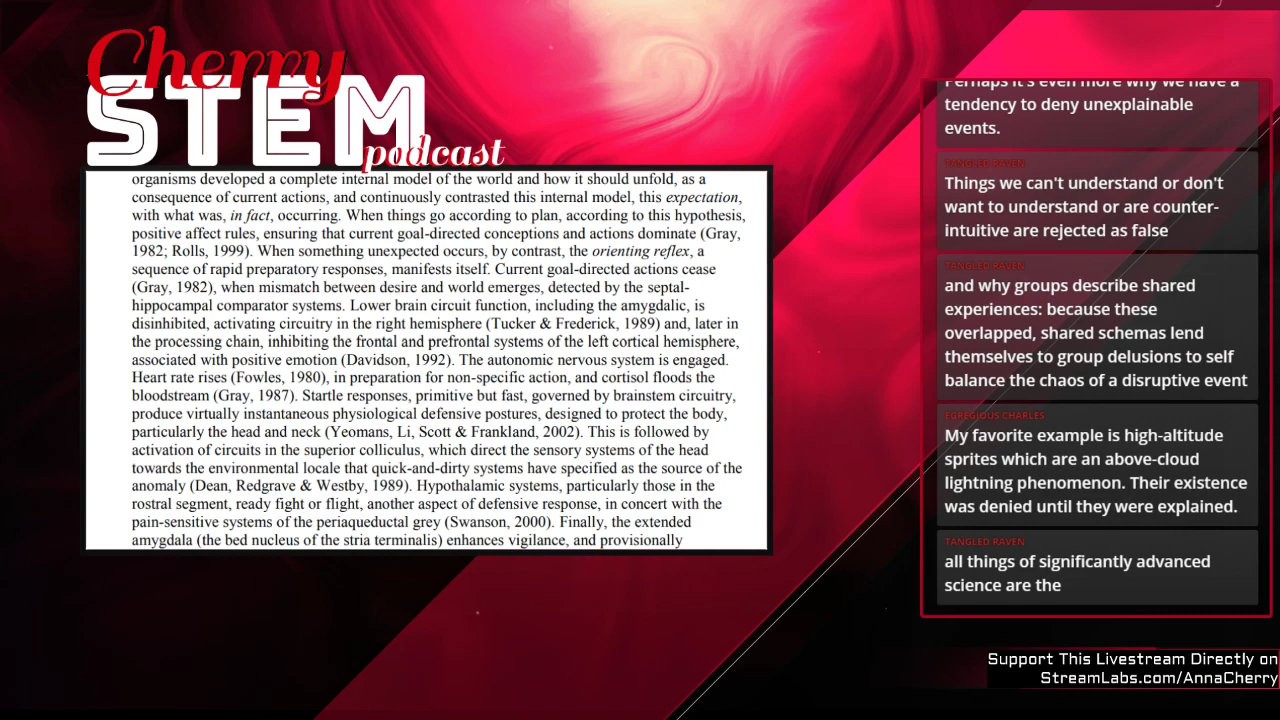 Cherry
STEM
podcast
organisms developed a complete internal model of the world and how it should unfold, as a
consequence of current actions, and continuously contrasted this internal model, this expectation,
with what was, in fact, occurring. When things go according to plan, according to this hypothesis,
positive affect rules, ensuring that current goal-directed conceptions and actions dominate (Gray,
1982; Rolls, 1999). When something unexpected occurs, by contrast, the orienting reflex, a
sequence of rapid preparatory responses, manifests itself. Current goal-directed actions cease
(Gray, 1982), when mismatch between desire and world emerges, detected by the septal-
hippocampal comparator systems. Lower brain circuit function, including the amygdalic, is
disinhibited, activating circuitry in the right hemisphere (Tucker & Frederick, 1989) and, later in
the processing chain, inhibiting the frontal and prefrontal systems of the left cortical hemisphere,
associated with positive emotion (Davidson, 1992). The autonomic nervous system is engaged.
Heart rate rises (Fowles, 1980), in preparation for non-specific action, and cortisol floods the
bloodstream (Gray, 1987). Startle responses, primitive but fast, governed by brainstem circuitry,
produce virtually instantaneous physiological defensive postures, designed to protect the body,
particularly the head and neck (Yeomans, Li, Scott & Frankland, 2002). This is followed by
activation of circuits in the superior colliculus, which direct the sensory systems of the head
towards the environmental locale that quick-and-dirty systems have specified as the source of the
anomaly (Dean, Redgrave & Westby, 1989). Hypothalamic systems, particularly those in the
rostral segment, ready fight or flight, another aspect of defensive response, in concert with the
pain-sensitive systems of the periaqueductal grey (Swanson, 2000). Finally, the extended
amygdala (the bed nucleus of the stria terminalis) enhances vigilance, and provisionally
Perhaps it's even more why we have a
tendency to deny unexplainable
events.
TANGLED RAVEN
Things we can't understand or don't
want to understand or are counter-
intuitive are rejected as false
TANGLED RAVEN
and why groups describe shared
experiences: because these
overlapped, shared schemas lend
themselves to group delusions to self
balance the chaos of a disruptive event
EGREGIOUS CHARLES
My favorite example is high-altitude
sprites which are an above-cloud
lightning phenomenon. Their existence
was denied until they were explained.
TANGLED RAVEN
all things of significantly advanced
science are the
Support This Livestream Directly on
StreamLabs.com/AnnaCherry